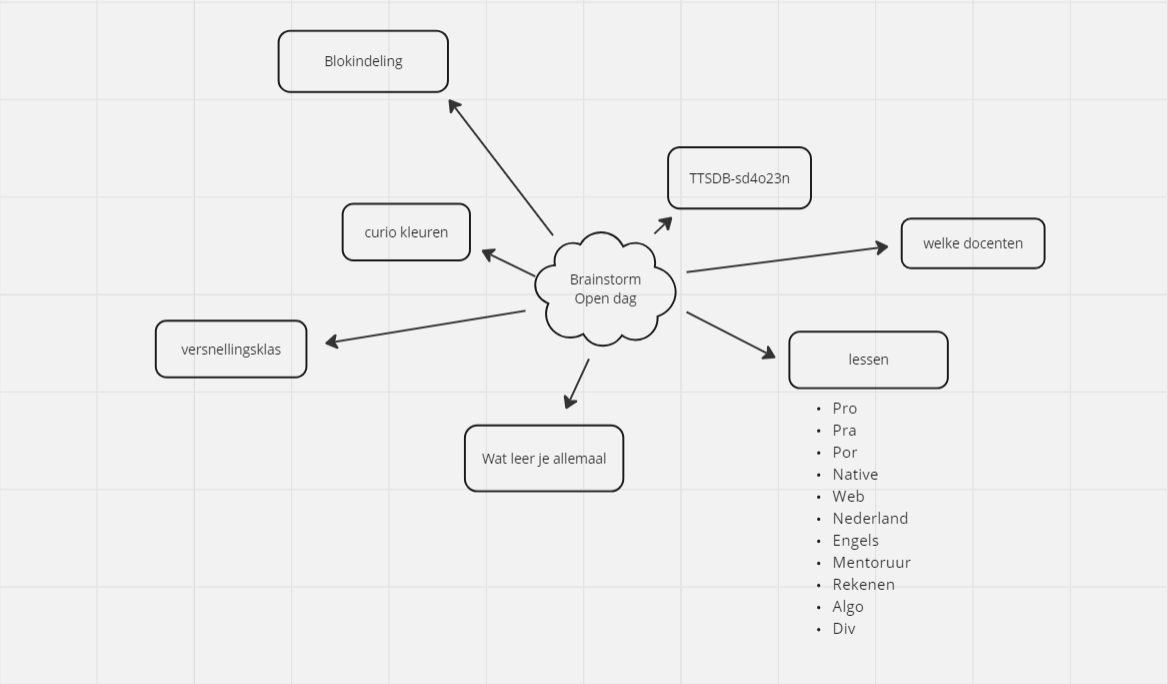 Blokindeling
TTSDB-sd4o23n
curio kleuren
welke docenten
Brainstorm
Open dag
versnellingsklas
lessen
Wat leer je allemaal
• Pro
• Pra
• Por
• Native
• Web
• Nederland
• Engels
• Mentoruur
• Rekenen
• Algo
• Div